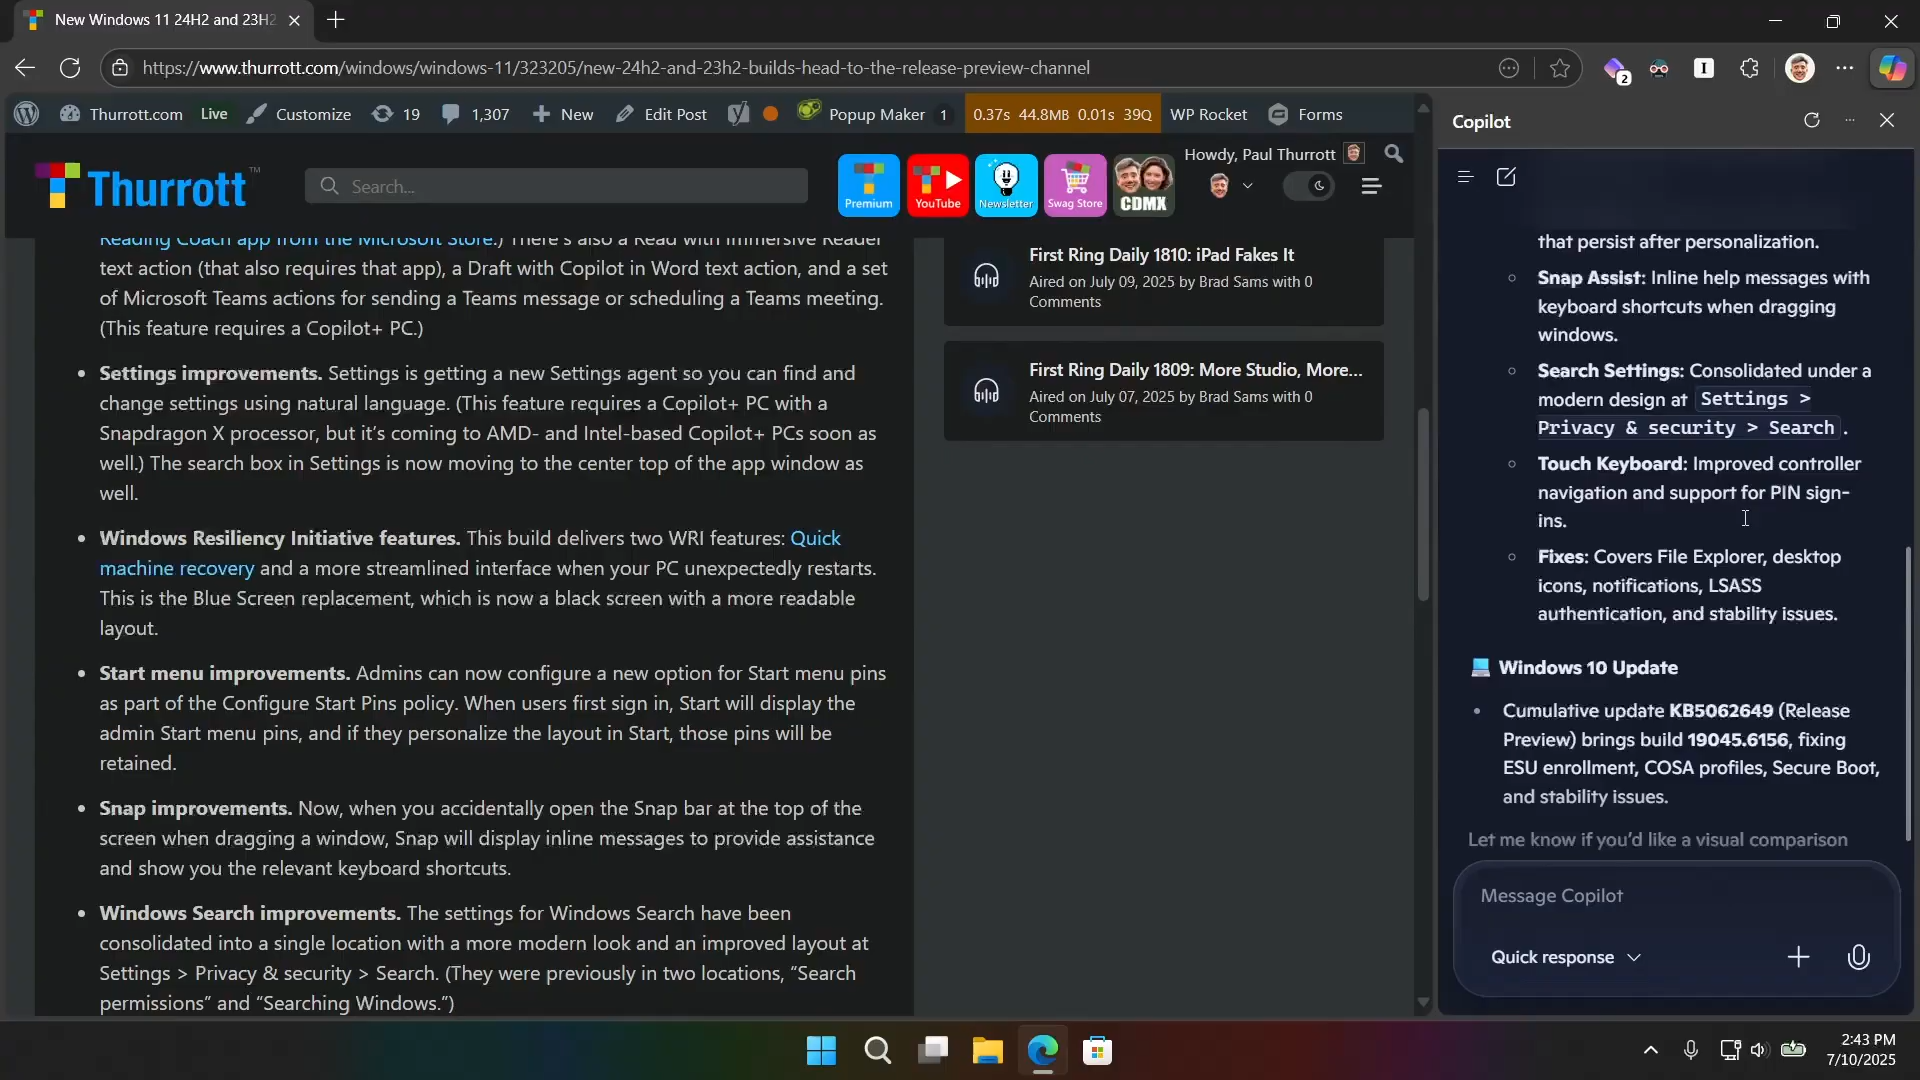 New Windows 11 24H2 and 23H2
https://www.thurrott.com/windows/windows-11/323205/new-24h2-and-23h2-builds-head-to-the-release-preview-channel
2
Thurrott.com
Live
Customize
19
1,307
New
Edit Post
Popup Maker 1
0.37s 44.8MB 0.01s 39Q
WP Rocket
Forms
Howdy, Paul Thurrott
Thurrott™
Search...
Premium
YouTube
Newsletter
Swag Store
CDMX
Reading Coach app from the Microsoft Store.) There's also a Read with Immersive Reader
text action (that also requires that app), a Draft with Copilot in Word text action, and a set
of Microsoft Teams actions for sending a Teams message or scheduling a Teams meeting.
(This feature requires a Copilot+ PC.)
• Settings improvements. Settings is getting a new Settings agent so you can find and
change settings using natural language. (This feature requires a Copilot+ PC with a
Snapdragon X processor, but it's coming to AMD- and Intel-based Copilot+ PCs soon as
well.) The search box in Settings is now moving to the center top of the app window as
well.
• Windows Resiliency Initiative features. This build delivers two WRI features: Quick
machine recovery and a more streamlined interface when your PC unexpectedly restarts.
This is the Blue Screen replacement, which is now a black screen with a more readable
layout.
• Start menu improvements. Admins can now configure a new option for Start menu pins
as part of the Configure Start Pins policy. When users first sign in, Start will display the
admin Start menu pins, and if they personalize the layout in Start, those pins will be
retained.
• Snap improvements. Now, when you accidentally open the Snap bar at the top of the
screen when dragging a window, Snap will display inline messages to provide assistance
and show you the relevant keyboard shortcuts.
• Windows Search improvements. The settings for Windows Search have been
consolidated into a single location with a more modern look and an improved layout at
Settings > Privacy & security > Search. (They were previously in two locations, “Search
permissions” and “Searching Windows.”)
First Ring Daily 1810: iPad Fakes It
Aired on July 09, 2025 by Brad Sams with 0
Comments
First Ring Daily 1809: More Studio, More...
Aired on July 07, 2025 by Brad Sams with 0
Comments
Copilot
that persist after personalization.
Snap Assist: Inline help messages with
keyboard shortcuts when dragging
windows.
Search Settings: Consolidated under a
modern design at Settings >
Privacy & security > Search.
Touch Keyboard: Improved controller
navigation and support for PIN sign-
ins.
Fixes: Covers File Explorer, desktop
icons, notifications, LSASS
authentication, and stability issues.
Windows 10 Update
• Cumulative update KB5062649 (Release
Preview) brings build 19045.6156, fixing
ESU enrollment, COSA profiles, Secure Boot,
and stability issues.
Let me know if you'd like a visual comparison
Message Copilot
Quick response
2:43 PM
7/10/2025